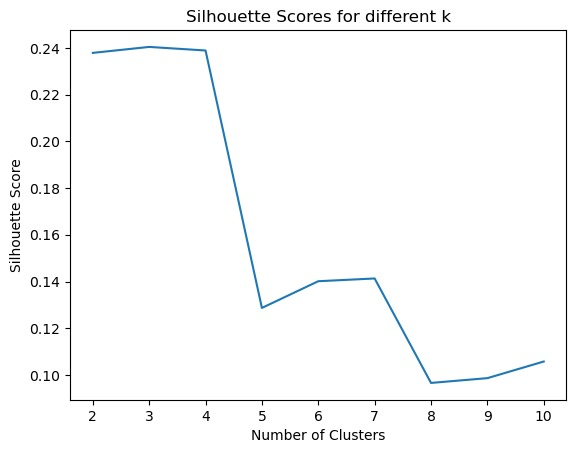 Silhouette Scores for different k
Silhouette Score
0.24
0.22
0.20
0.18
0.16
0.14
0.12
0.10
2 3 4 5 6 7 8 9 10
Number of Clusters